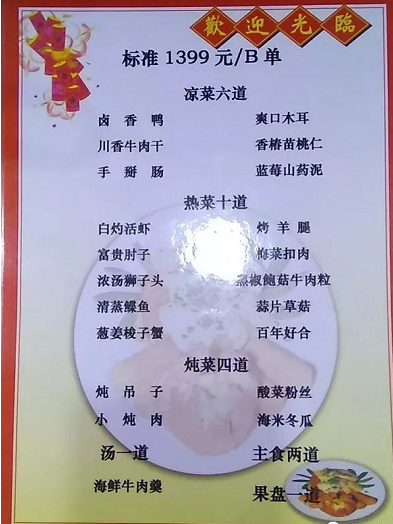 歡迎光臨
标准1399元/B单
凉菜六道
卤香鸭 爽口木耳
川香牛肉干 香椿苗桃仁
手掰肠 蓝莓山药泥
热菜十道
白灼活虾 烤羊腿
富贵肘子 梅菜扣肉
浓汤狮子头 黑椒鲍菇牛肉粒
清蒸鲽鱼 蒜片草菇
葱姜梭子蟹 百年好合
炖菜四道
炖吊子 酸菜粉丝
小炖肉 海米冬瓜
汤一道 主食两道
海鲜牛肉羹 果盘一道